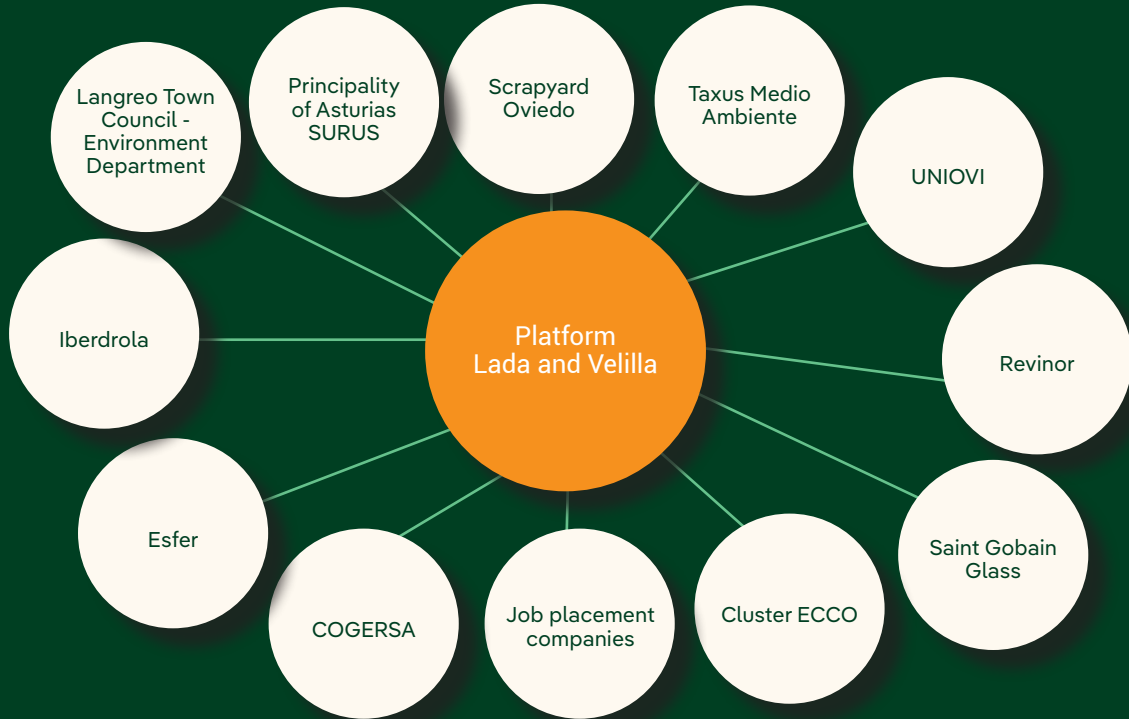 Langreo Town
Council -
Environment
Department
Principality
of Asturias
SURUS
Scrapyard
Oviedo
Taxus Medio
Ambiente
UNIOVI
Iberdrola
Platform
Lada and Velilla
Revinor
Esfer
COGERSA
Job placement
companies
Cluster ECCO
Saint Gobain
Glass